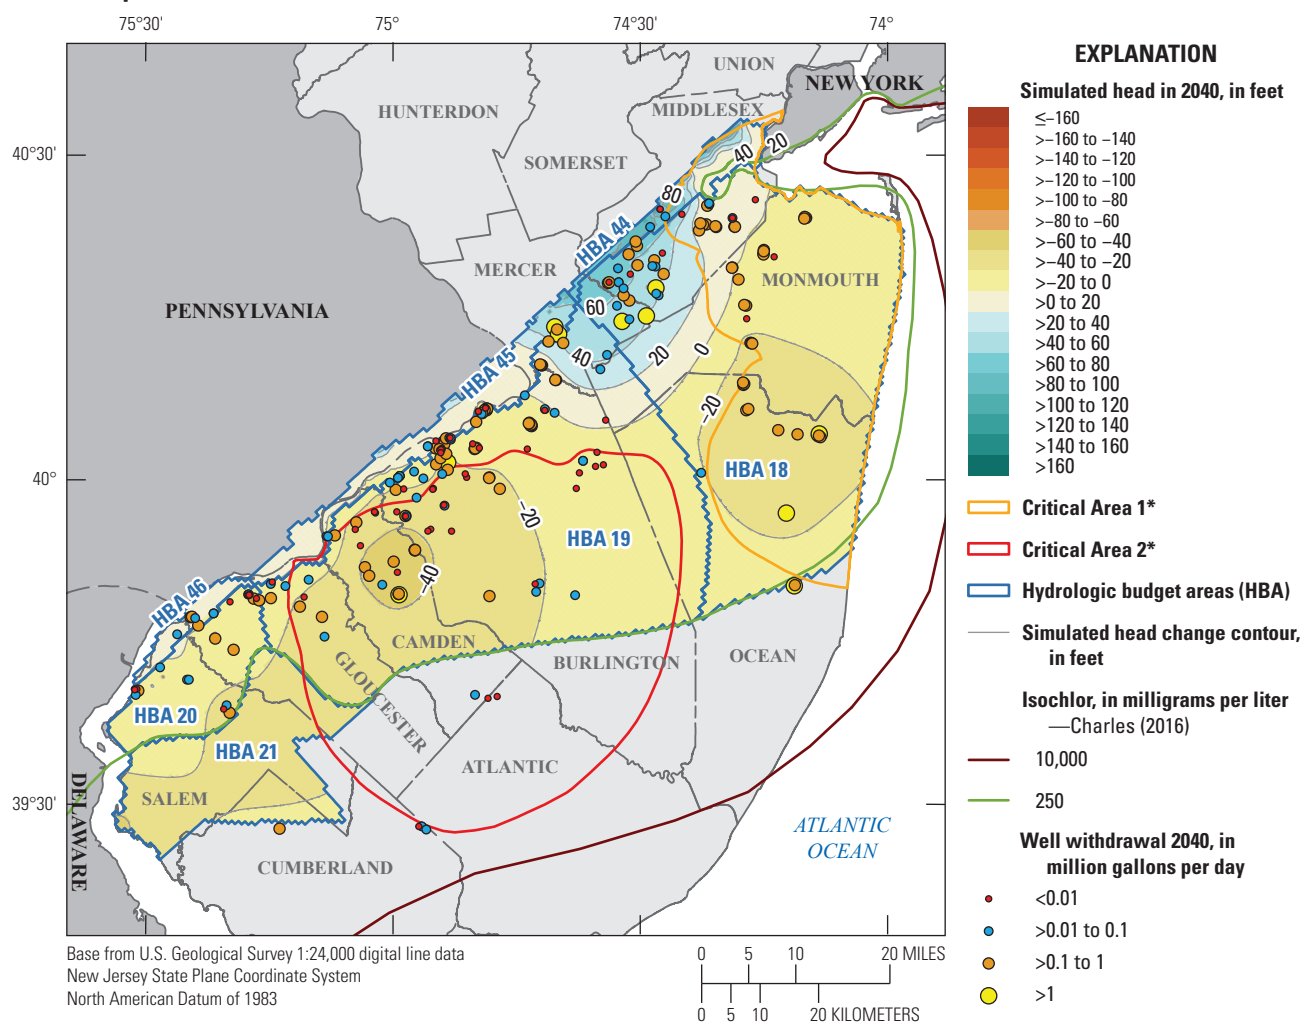 75°30'
75°
74°30'
74°
40°30'
40°
39°30'
UNION
NEW YORK
HUNTERDON
MIDDLESEX
SOMERSET
40
20
80
HBA 44
MERCER
MONMOUTH
PENNSYLVANIA
60
40
20
0
HBA 45
–20
HBA 18
–20
HBA 19
–40
HBA 46
CAMDEN
BURLINGTON
OCEAN
GLOUCESTER
HBA 20
HBA 21
ATLANTIC
SALEM
DELAWARE
CUMBERLAND
ATLANTIC
OCEAN
EXPLANATION
Simulated head in 2040, in feet
≤–160
>–160 to –140
>–140 to –120
>–120 to –100
>–100 to –80
>–80 to –60
>–60 to –40
>–40 to –20
>–20 to 0
>0 to 20
>20 to 40
>40 to 60
>60 to 80
>80 to 100
>100 to 120
>120 to 140
>140 to 160
>160
Critical Area 1*
Critical Area 2*
Hydrologic budget areas (HBA)
Simulated head change contour,
in feet
Isochlor, in milligrams per liter
—Charles (2016)
10,000
250
Well withdrawal 2040, in
million gallons per day
<0.01
>0.01 to 0.1
>0.1 to 1
>1
Base from U.S. Geological Survey 1:24,000 digital line data
New Jersey State Plane Coordinate System
North American Datum of 1983
0 5 10 20 MILES
0 5 10 20 KILOMETERS